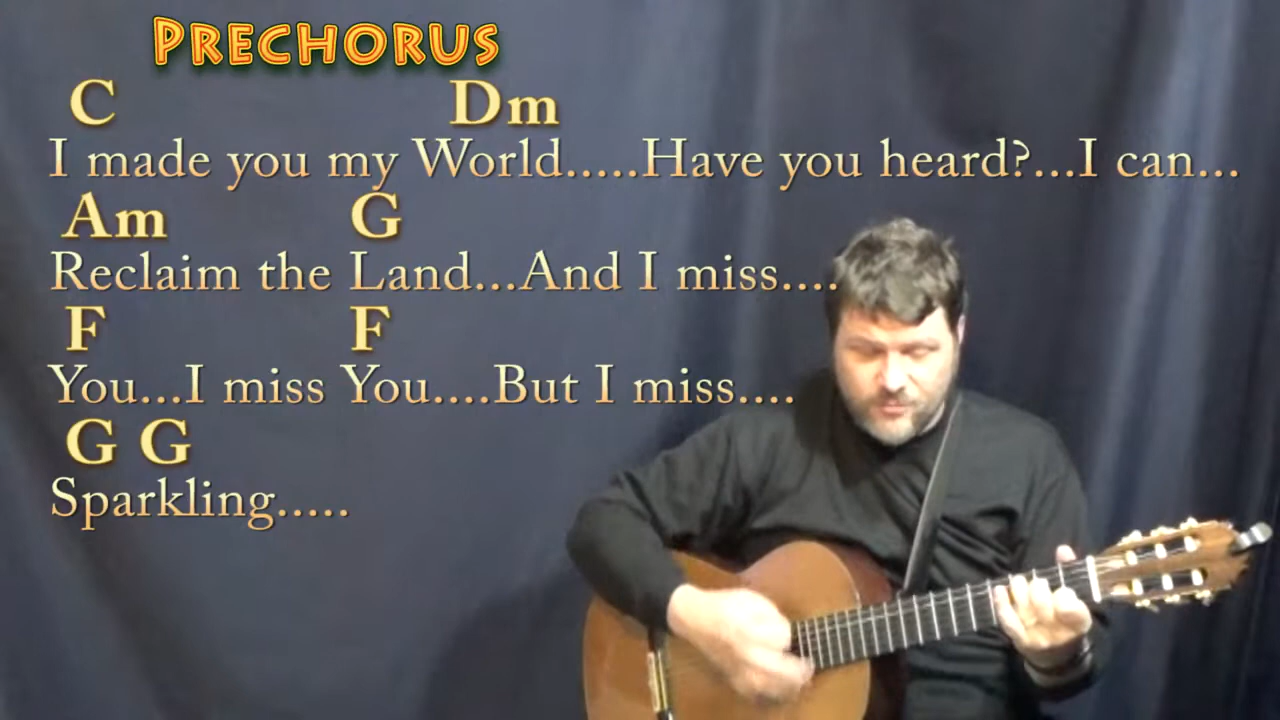 PRECHORUS
C Dm
I made you my World.....Have you heard?...I can...
Am G
Reclaim the Land...And I miss....
F F
You...I miss You....But I miss....
G G
Sparkling.....